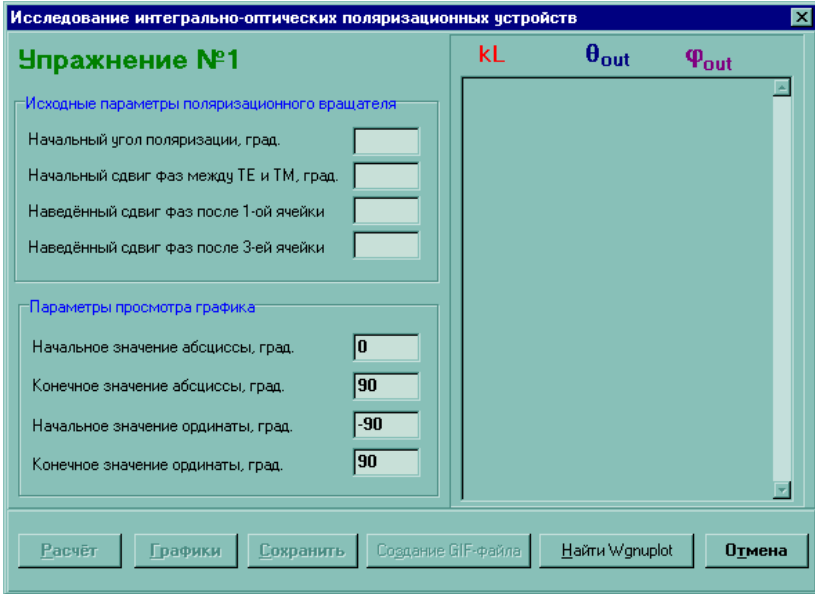 Исследование интегрально-оптических поляризационных устройств
Упражнение №1
Исходные параметры поляризационного вращателя
Начальный угол поляризации, град.
Начальный сдвиг фаз между TE и TM, град.
Наведённый сдвиг фаз после 1-ой ячейки
Наведённый сдвиг фаз после 3-ей ячейки
Параметры просмотра графика
Начальное значение абсциссы, град. 0
Конечное значение абсциссы, град. 90
Начальное значение ординаты, град. -90
Конечное значение ординаты, град. 90
kL θout φout
Расчёт Графики Сохранить Создание GIF-файла Найти Wgnuplot Отмена